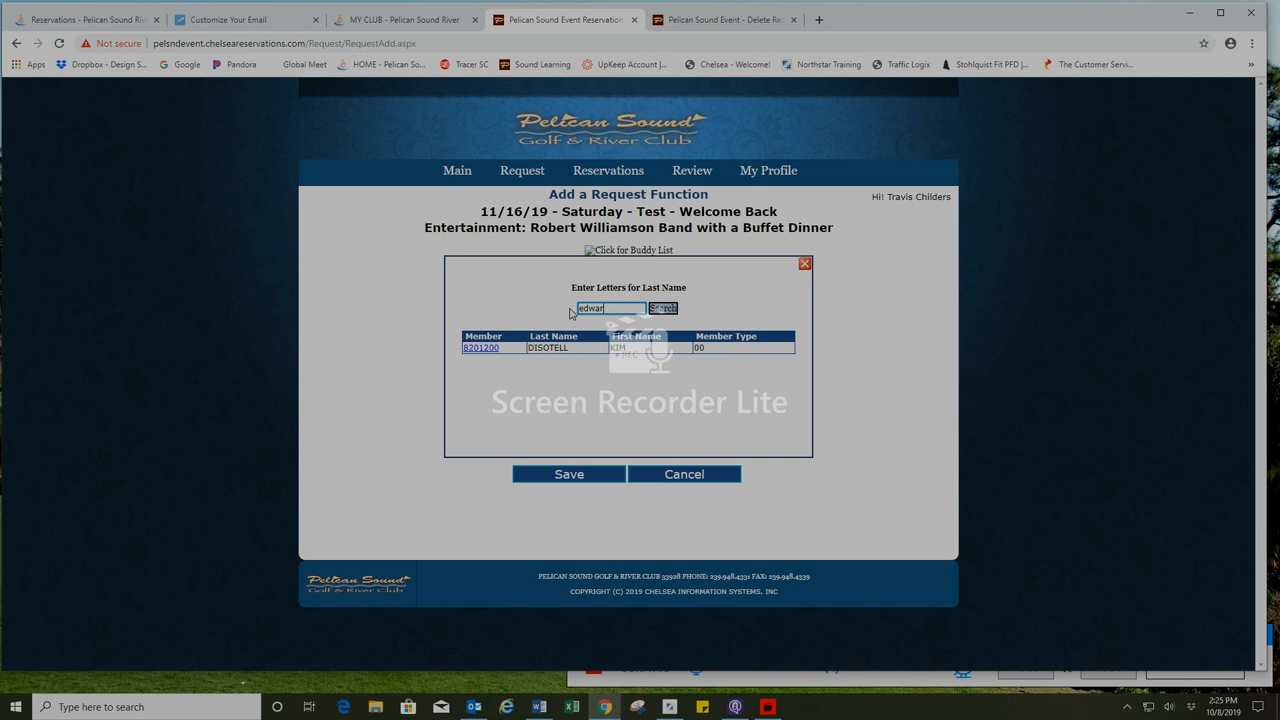 Reservations - Pelican Sound Rive
Customize Your Email
MY CLUB - Pelican Sound River
Pelican Sound Event Reservation
Pelican Sound Event - Delete Re
Not secure | pelsndevent.chelseareservations.com/Request/RequestAdd.aspx
Apps
Dropbox - Design S...
Google
Pandora
Global Meet
HOME - Pelican So...
Tracer SC
Sound Learning
UpKeep Account |...
Chelsea - Welcome!
Northstar Training
Traffic Logix
Stohlquist Fit PFD |...
The Customer Servi...
Pelican Sound
Golf & River Club
Main
Request
Reservations
Review
My Profile
Add a Request Function
Hi! Travis Childers
11/16/19 - Saturday - Test - Welcome Back
Entertainment: Robert Williamson Band with a Buffet Dinner
Click for Buddy List
Enter Letters for Last Name
edwar
Search
Member Last Name First Name Member Type
8201200 DISOTELL KIM 00
REC
Screen Recorder Lite
Save
Cancel
Pelican Sound
Golf & River Club
PELICAN SOUND GOLF & RIVER CLUB 33928 PHONE: 239.948.4331 FAX: 239.948.4339
COPYRIGHT (C) 2019 CHELSEA INFORMATION SYSTEMS, INC
Type here to search
2:25 PM
10/8/2019